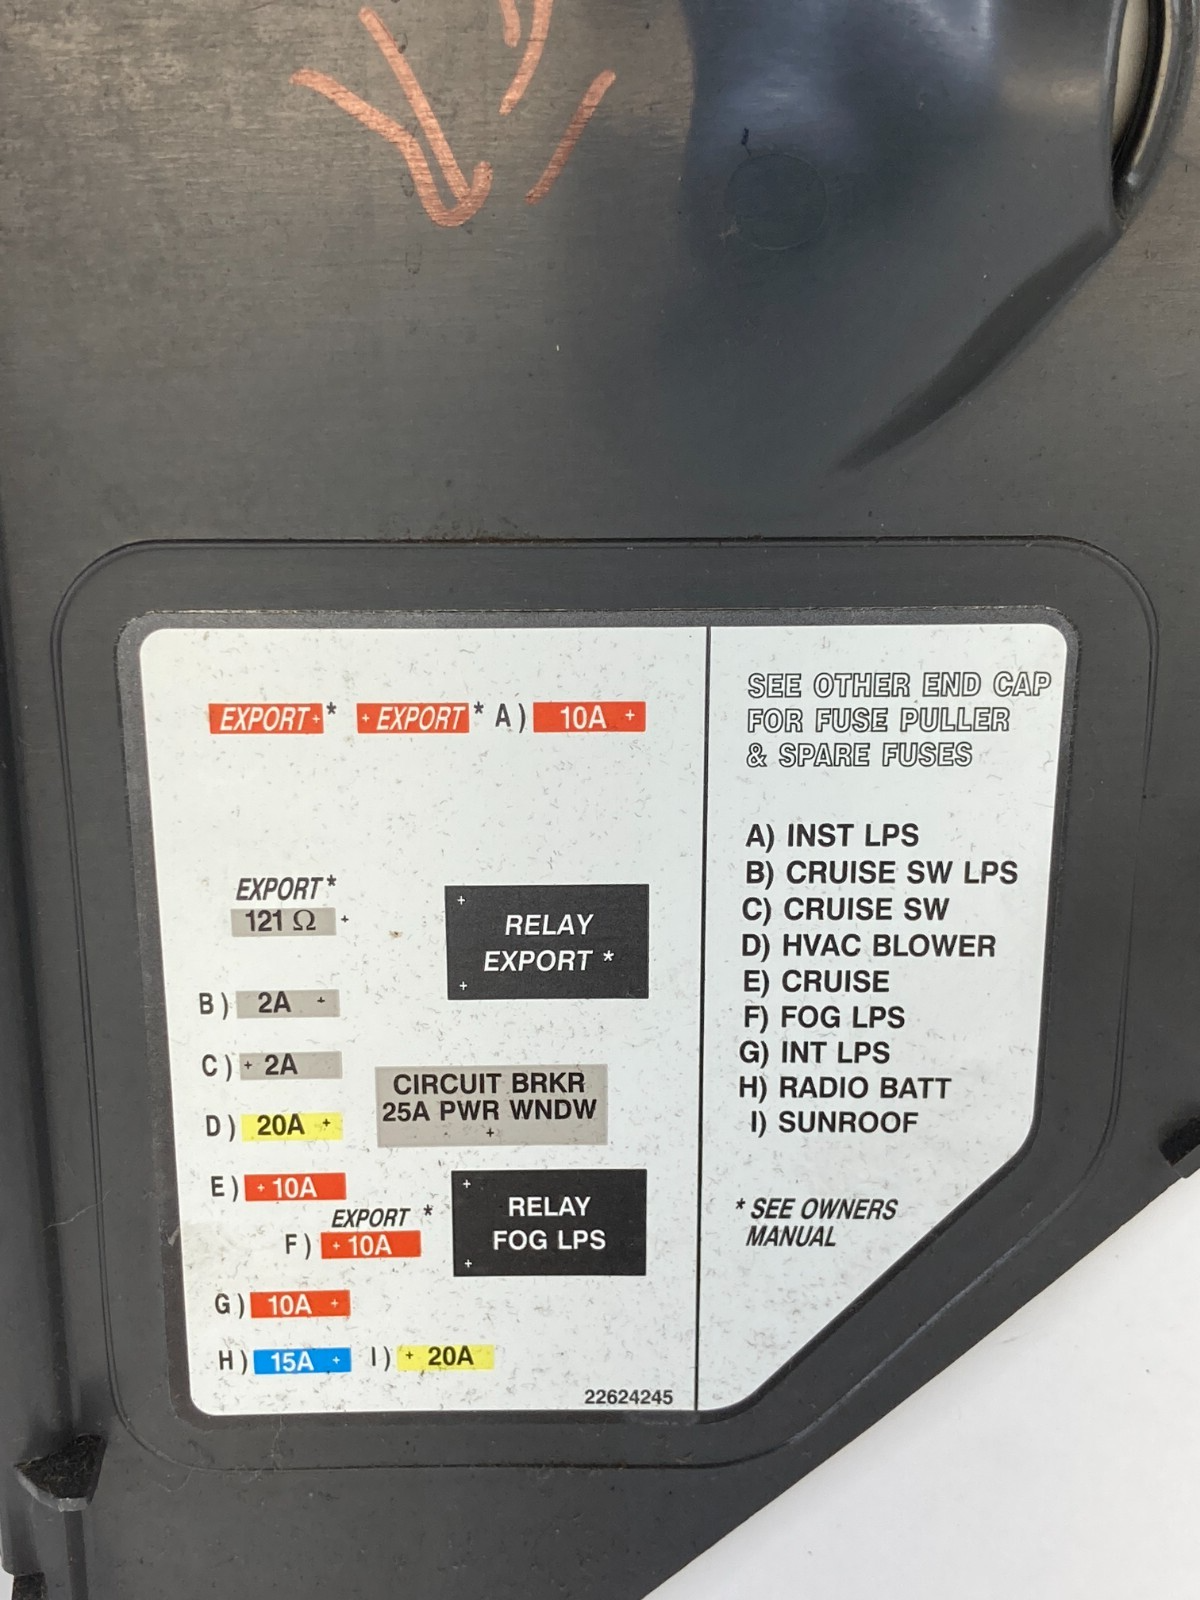 EXPORT+* + EXPORT* A) 10A +
EXPORT*
121 Ω +
RELAY
EXPORT *
B) 2A +
C) + 2A
CIRCUIT BRKR
25A PWR WNDW
+
D) 20A +
E) + 10A
EXPORT *
F) + 10A
RELAY
FOG LPS
G) 10A +
H) 15A + I) + 20A
22624245
SEE OTHER END CAP
FOR FUSE PULLER
& SPARE FUSES
A) INST LPS
B) CRUISE SW LPS
C) CRUISE SW
D) HVAC BLOWER
E) CRUISE
F) FOG LPS
G) INT LPS
H) RADIO BATT
I) SUNROOF
* SEE OWNERS
MANUAL